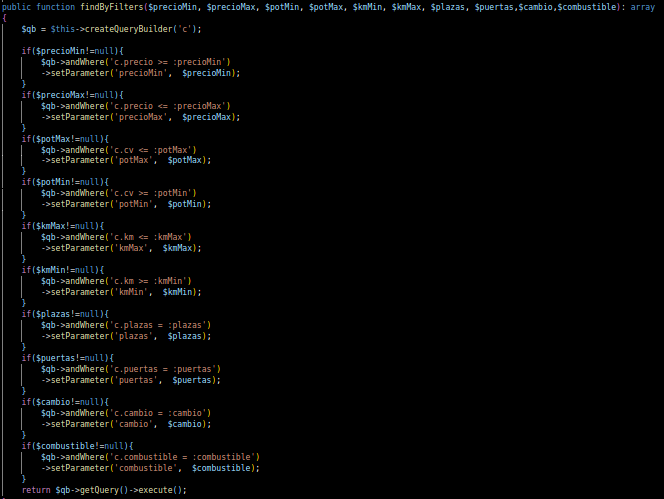 public function findByFilters($precioMin, $precioMax, $potMin, $potMax, $kmMin, $kmMax, $plazas, $puertas,$cambio,$combustible): array
{
    $qb = $this->createQueryBuilder('c');

    if($precioMin!=null){
        $qb->andWhere('c.precio >= :precioMin')
        ->setParameter('precioMin',  $precioMin);
    }
    if($precioMax!=null){
        $qb->andWhere('c.precio <= :precioMax')
        ->setParameter('precioMax',  $precioMax);
    }
    if($potMax!=null){
        $qb->andWhere('c.cv <= :potMax')
        ->setParameter('potMax',  $potMax);
    }
    if($potMin!=null){
        $qb->andWhere('c.cv >= :potMin')
        ->setParameter('potMin',  $potMin);
    }
    if($kmMax!=null){
        $qb->andWhere('c.km <= :kmMax')
        ->setParameter('kmMax',  $kmMax);
    }
    if($kmMin!=null){
        $qb->andWhere('c.km >= :kmMin')
        ->setParameter('kmMin',  $kmMin);
    }
    if($plazas!=null){
        $qb->andWhere('c.plazas = :plazas')
        ->setParameter('plazas',  $plazas);
    }
    if($puertas!=null){
        $qb->andWhere('c.puertas = :puertas')
        ->setParameter('puertas',  $puertas);
    }
    if($cambio!=null){
        $qb->andWhere('c.cambio = :cambio')
        ->setParameter('cambio',  $cambio);
    }
    if($combustible!=null){
        $qb->andWhere('c.combustible = :combustible')
        ->setParameter('combustible',  $combustible);
    }
    return $qb->getQuery()->execute();